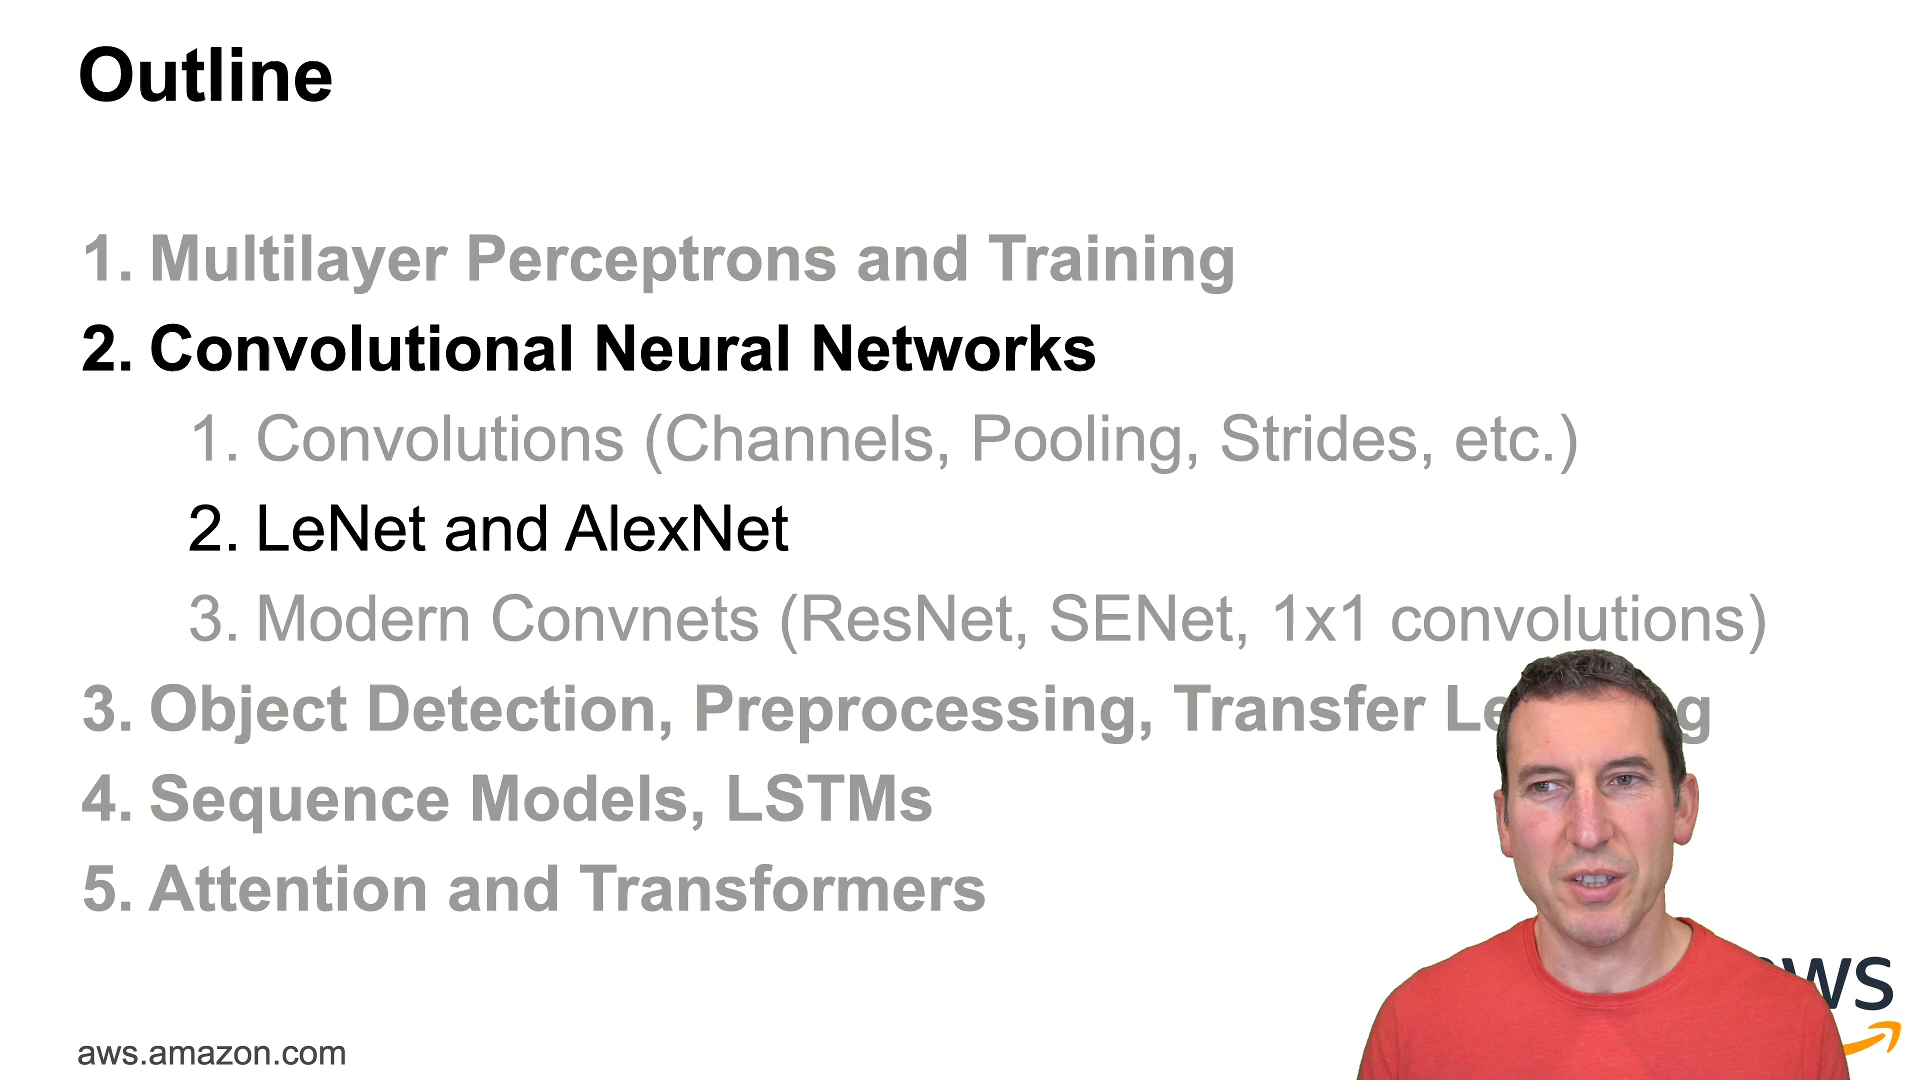 Outline
1. Multilayer Perceptrons and Training
2. Convolutional Neural Networks
1. Convolutions (Channels, Pooling, Strides, etc.)
2. LeNet and AlexNet
3. Modern Convnets (ResNet, SENet, 1x1 convolutions)
3. Object Detection, Preprocessing, Transfer
4. Sequence Models, LSTMs
5. Attention and Transformers
aws.amazon.com